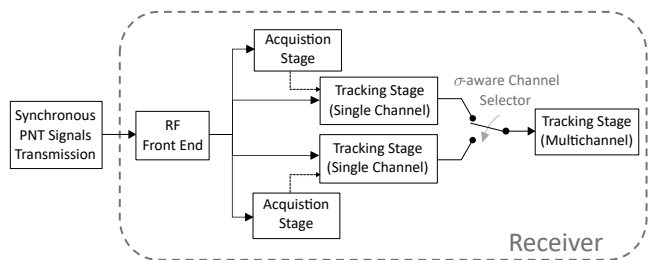 Synchronous
PNT Signals
Transmission
RF
Front End
Acquistion
Stage
Tracking Stage
(Single Channel)
Tracking Stage
(Single Channel)
Acquistion
Stage
σ-aware Channel
Selector
Tracking Stage
(Multichannel)
Receiver